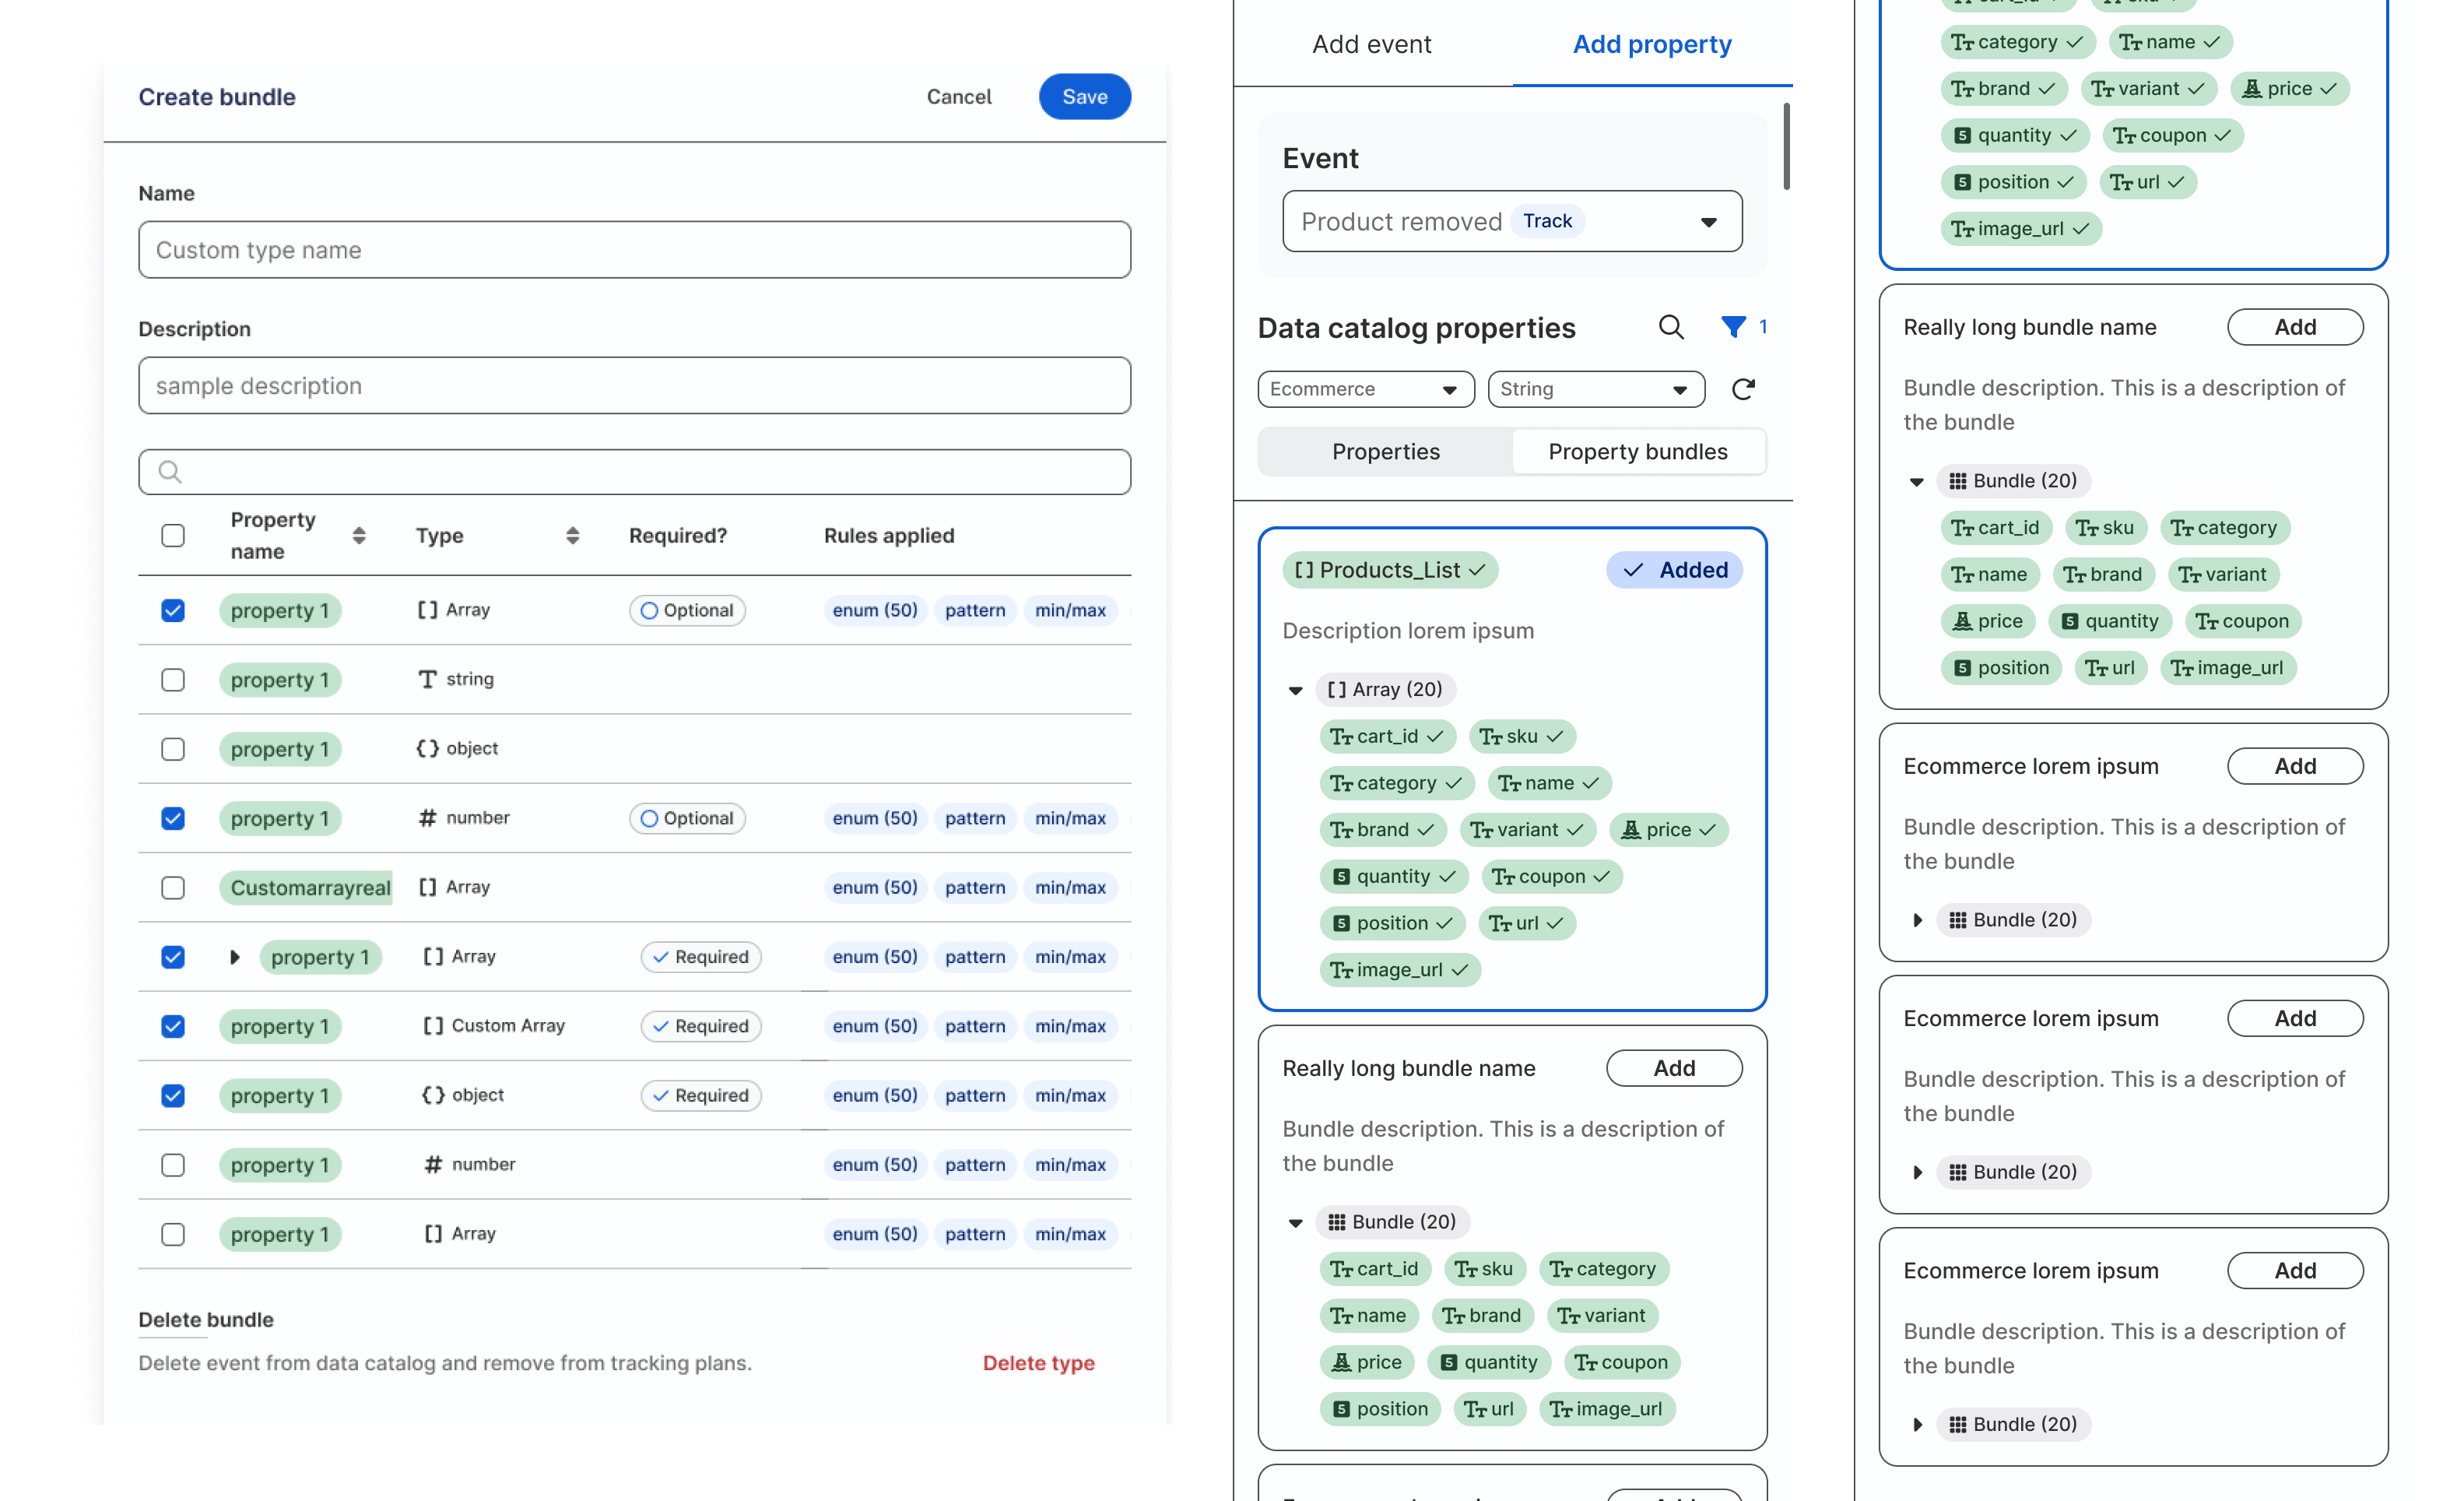 Create bundle
Cancel
Save
Name
Custom type name
Description
sample description
Property name
Type
Required?
Rules applied
property 1 Array Optional enum (50) pattern min/max
property 1 string
property 1 object
property 1 number Optional enum (50) pattern min/max
Customarrayreal Array enum (50) pattern min/max
property 1 Array Required enum (50) pattern min/max
property 1 Custom Array Required enum (50) pattern min/max
property 1 object Required enum (50) pattern min/max
property 1 number enum (50) pattern min/max
property 1 Array enum (50) pattern min/max
Delete bundle
Delete event from data catalog and remove from tracking plans.
Delete type
Add event
Add property
Event
Product removed Track
Data catalog properties
1
Ecommerce
String
Properties
Property bundles
Products_List
Added
Description lorem ipsum
Array (20)
cart_id sku
category name
brand variant price
quantity coupon
position url
image_url
Really long bundle name
Add
Bundle description. This is a description of
the bundle
Bundle (20)
cart_id sku category
name brand variant
price quantity coupon
position url image_url
category name
brand variant price
quantity coupon
position url
image_url
Really long bundle name
Add
Bundle description. This is a description of
the bundle
Bundle (20)
cart_id sku category
name brand variant
price quantity coupon
position url image_url
Ecommerce lorem ipsum
Add
Bundle description. This is a description of
the bundle
Bundle (20)
Ecommerce lorem ipsum
Add
Bundle description. This is a description of
the bundle
Bundle (20)
Ecommerce lorem ipsum
Add
Bundle description. This is a description of
the bundle
Bundle (20)